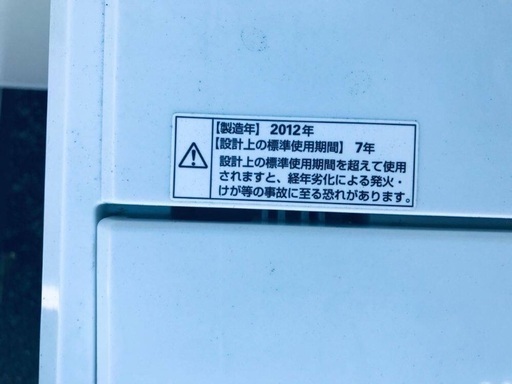 【製造年】 2012年
【設計上の標準使用期間】 7年
設計上の標準使用期間を超えて使用
されますと、経年劣化による発火・
けが等の事故に至る恐れがあります。